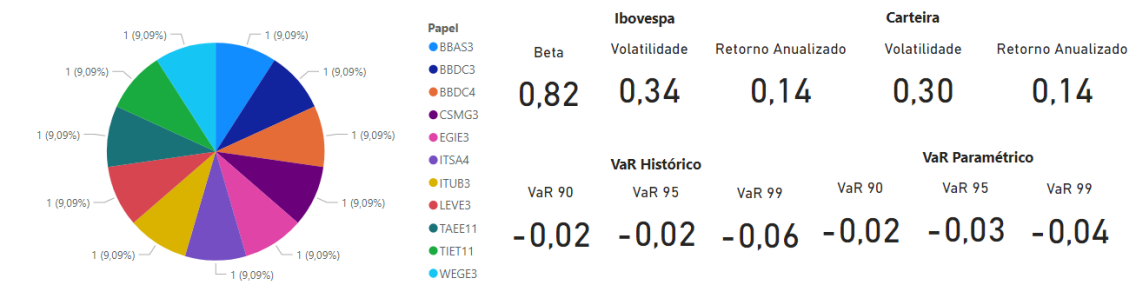 1 (9,09%)
1 (9,09%)
1 (9,09%)
1 (9,09%)
1 (9,09%)
1 (9,09%)
1 (9,09%)
1 (9,09%)
1 (9,09%)
1 (9,09%)
1 (9,09%)
Papel
BBAS3
BBDC3
BBDC4
CSMG3
EGIE3
ITSA4
ITUB3
LEVE3
TAEE11
TIET11
WEGE3
Ibovespa Carteira
Beta Volatilidade Retorno Anualizado Volatilidade Retorno Anualizado
0,82 0,34 0,14 0,30 0,14
VaR Histórico VaR Paramétrico
VaR 90 VaR 95 VaR 99 VaR 90 VaR 95 VaR 99
-0,02 -0,02 -0,06 -0,02 -0,03 -0,04